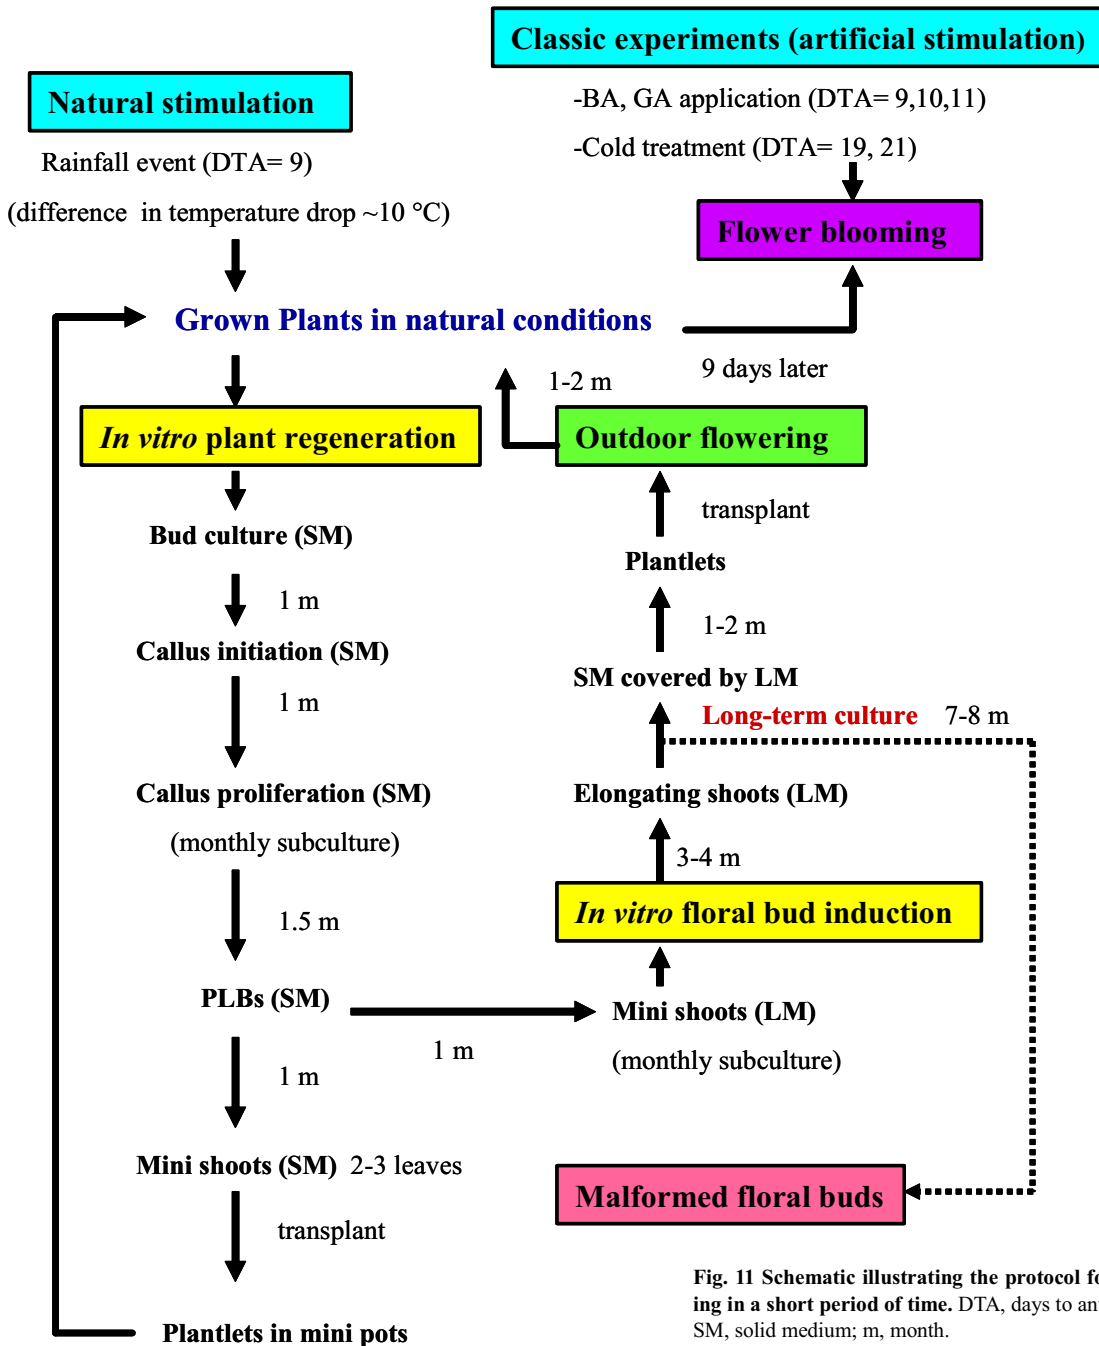 Classic experiments (artificial stimulation)
-BA, GA application (DTA= 9,10,11)
-Cold treatment (DTA= 19, 21)
Natural stimulation
Rainfall event (DTA= 9)
(difference in temperature drop ~10 °C)
Flower blooming
Grown Plants in natural conditions
9 days later
1-2 m
In vitro plant regeneration
Outdoor flowering
transplant
Bud culture (SM)
Plantlets
1 m
1-2 m
Callus initiation (SM)
SM covered by LM
1 m
Long-term culture 7-8 m
Callus proliferation (SM)
(monthly subculture)
Elongating shoots (LM)
3-4 m
In vitro floral bud induction
1.5 m
PLBs (SM)
1 m
Mini shoots (LM)
(monthly subculture)
1 m
Mini shoots (SM) 2-3 leaves
Malformed floral buds
transplant
Plantlets in mini pots
Fig. 11 Schematic illustrating the protocol fo
ing in a short period of time. DTA, days to an
SM, solid medium; m, month.